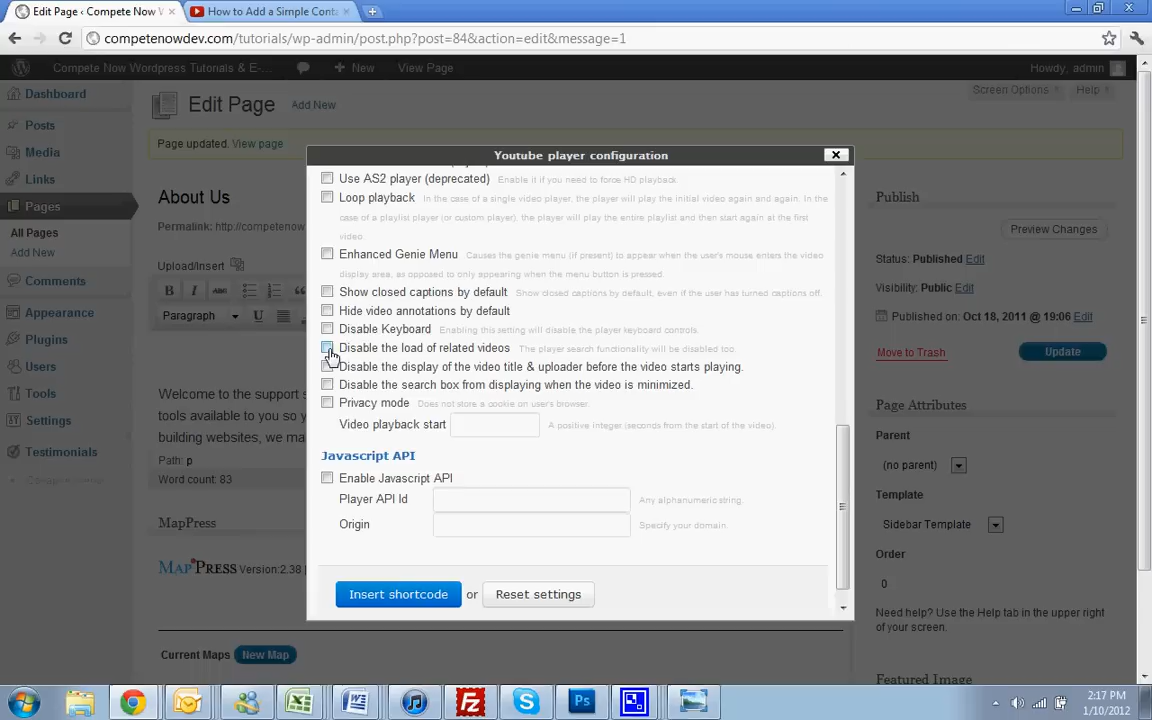 Edit Page ‹ Compete Now W
How to Add a Simple Conta
competenowdev.com/tutorials/wp-admin/post.php?post=84&action=edit&message=1
Compete Now Wordpress Tutorials & E-...
New
View Page
Howdy, admin
Dashboard
Posts
Media
Links
Pages
All Pages
Add New
Comments
Appearance
Plugins
Users
Tools
Settings
Testimonials
Edit Page
Add New
Screen Options
Help
Page updated. View page
About Us
Permalink: http://competenow
Upload/Insert
B I ABC
Paragraph U
Welcome to the support s
tools available to you so y
building websites, we ma
Path: p
Word count: 83
MapPress
MAPPRESS Version:2.38
Current Maps New Map
Youtube player configuration
Use AS2 player (deprecated) Enable it if you need to force HD playback.
Loop playback In the case of a single video player, the player will play the initial video again and again. In the
case of a playlist player (or custom player), the player will play the entire playlist and then start again at the first
video.
Enhanced Genie Menu Causes the genie menu (if present) to appear when the user's mouse enters the video
display area, as opposed to only appearing when the menu button is pressed.
Show closed captions by default Show closed captions by default, even if the user has turned captions off.
Hide video annotations by default
Disable Keyboard Enabling this setting will disable the player keyboard controls.
Disable the load of related videos The player search functionality will be disabled too.
Disable the display of the video title & uploader before the video starts playing.
Disable the search box from displaying when the video is minimized.
Privacy mode Does not store a cookie on user's browser.
Video playback start A positive integer (seconds from the start of the video).
Javascript API
Enable Javascript API
Player API Id Any alphanumeric string.
Origin Specify your domain.
Insert shortcode or Reset settings
Publish
Preview Changes
Status: Published Edit
Visibility: Public Edit
Published on: Oct 18, 2011 @ 19:06 Edit
Move to Trash Update
Page Attributes
Parent
(no parent)
Template
Sidebar Template
Order
0
Need help? Use the Help tab in the upper right
of your screen.
Featured Image
2:17 PM
1/10/2012